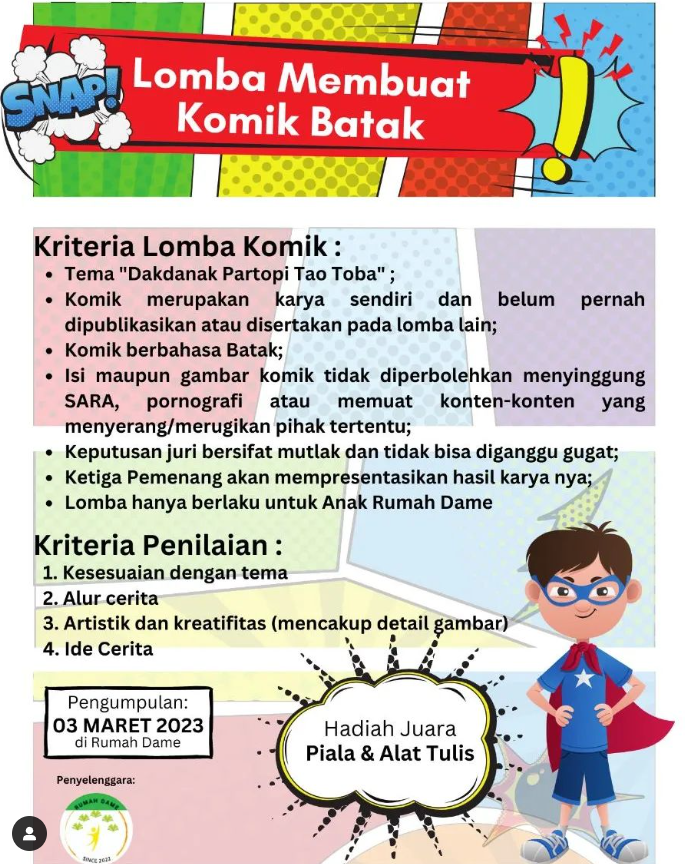 SNAP!
Lomba Membuat
Komik Batak
Kriteria Lomba Komik :
• Tema "Dakdanak Partopi Tao Toba" ;
• Komik merupakan karya sendiri dan belum pernah
dipublikasikan atau disertakan pada lomba lain;
• Komik berbahasa Batak;
• Isi maupun gambar komik tidak diperbolehkan menyinggung
SARA, pornografi atau memuat konten-konten yang
menyerang/merugikan pihak tertentu;
• Keputusan juri bersifat mutlak dan tidak bisa diganggu gugat;
• Ketiga Pemenang akan mempresentasikan hasil karya nya;
• Lomba hanya berlaku untuk Anak Rumah Dame
Kriteria Penilaian :
1. Kesesuaian dengan tema
2. Alur cerita
3. Artistik dan kreatifitas (mencakup detail gambar)
4. Ide Cerita
Pengumpulan:
03 MARET 2023
di Rumah Dame
Hadiah Juara
Piala & Alat Tulis
Penyelenggara:
RUMAH DAME
SINCE 2022